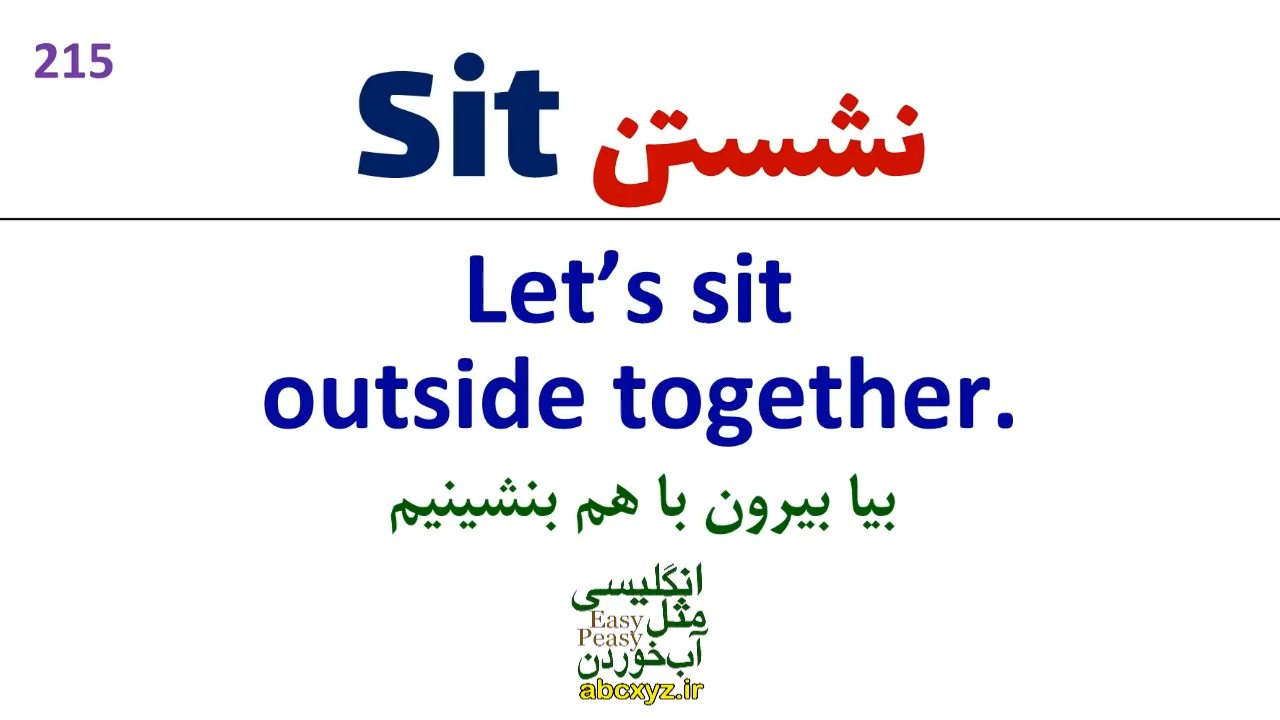 215
Sit نشستن
Let’s sit
outside together.
بیا بیرون با هم بنشینیم
انگلیسی
مثل Easy
Peasy
آب‌خوردن
abcxyz.ir